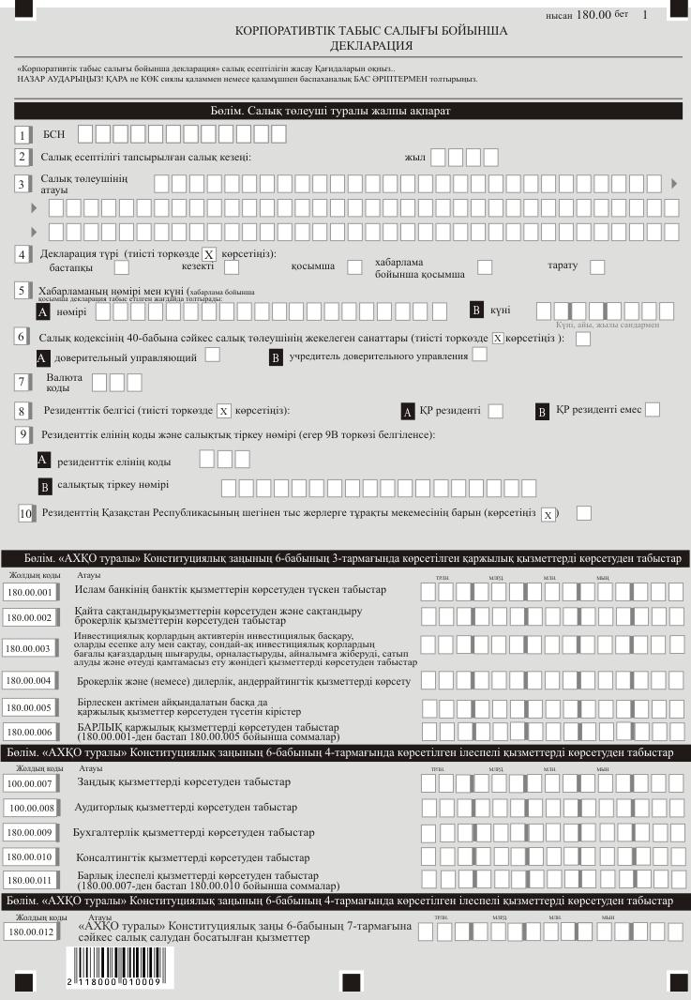 нысан 180.00 бет 1
КОРПОРАТИВТІК ТАБЫС САЛЫҒЫ БОЙЫНША
ДЕКЛАРАЦИЯ
«Корпоративтік табыс салығы бойынша декларация» салық есептілігін жасау Қағидаларын оқңыз..
НАЗАР АУДАРЫҢЫЗ! ҚАРА не КӨК сиялы қаламмен немесе қаламұшпен баспаханалық БАС ӘРІПТЕРМЕН толтырыңыз.
Бөлім. Салық төлеуші туралы жалпы ақпарат
1 БСН
2 Салық есептілігі тапсырылған салық кезеңі: жыл
3 Салық төлеушінің
атауы
4 Декларация түрі (тиісті торкөзде X көрсетіңіз):
бастапқы кезекті қосымша хабарлама
бойынша қосымша тарату
5 Хабарламаның нөмірі мен күні (хабарлама бойынша
қосымша декларация табыс етілген жағдайда толтырады:
A нөмірі B күні
Күні, айы, жылы сандармен
6 Салық кодексінің 40-бабына сәйкес салық төлеушінің жекелеген санаттары (тиісті торкөзде X көрсетіңіз ):
A доверительный управляющий B учредитель доверительного управления
7 Валюта
коды
8 Резиденттік белгісі (тиісті торкөзде X көрсетіңіз): A ҚР резиденті B ҚР резиденті емес
9 Резиденттік елінің коды және салықтық тіркеу нөмірі (егер 9В торкөзі белгіленсе):
A резиденттік елінің коды
B салықтық тіркеу нөмірі
10 Резиденттің Қазақстан Республикасының шегінен тыс жерлерге тұрақты мекемесінің барын (көрсетіңіз X)
Бөлім. «АХҚО туралы» Конституциялық заңының 6-бабының 3-тармағында көрсетілген қаржылық қызметтерді көрсетуден табыстар
Жолдың коды Атауы ТРЛН. МЛРД. МЛН. МЫҢ.
180.00.001 Ислам банкінің банктік қызметтерін көрсетуден түскен табыстар
180.00.002 Қайта сақтандыруқызметтерінкөрсетуден және сақтандыру
брокерлік қызметтерін көрсетуден табыстар
180.00.003 Инвестициялық қорлардың активтерін инвестициялық басқару,
оларды есепке алу мен сақтау, сондай-ақ инвестициялық қорлардың
бағалы қағаздардың шығаруды, орналастыруды, айналымға жіберуді, сатып
алуды және өтеуді қамтамасыз ету жөніндегі қызметтерді көрсетуден табыстар
180.00.004 Брокерлік және (немесе) дилерлік, андеррайтингтік қызметтерді көрсету
180.00.005 Бірлескен актімен айқындалатын басқа да
қаржылық қызметтер көрсетуден түсетін кірістер
180.00.006 БАРЛЫК қаржылық қызметтерді көрсетуден табыстар
(180.00.001-ден бастап 180.00.005 бойынша соммалар)
Бөлім. «АХҚО туралы» Конституциялық заңының 6-бабының 4-тармағында көрсетілген ілеспелі қызметтерді көрсетуден табыстар
Жолдың коды Атауы ТРЛН. МЛРД. МЛН. МЫН
100.00.007 Заңдық қызметтерді көрсетуден табыстар
100.00.008 Аудиторлық қызметтерді көрсетуден табыстар
180.00.009 Бухгалтерлік қызметтерді көрсетуден табыстар
180.00.010 Консалтингтік қызметтерді көрсетуден табыстар
180.00.011 Барлық ілеспелі қызметтерді көрсетуден табыстар
(180.00.007-ден бастап 180.00.010 бойынша соммалар)
Бөлім. «АХҚО туралы» Конституциялық заңының 6-бабының 4-тармағында көрсетілген ілеспелі қызметтерді көрсетуден табыстар
Жолдың коды Атауы ТРЛН. МЛРД. МЛН. МЫН
180.00.012 «АХҚО туралы» Конституциялық заңы 6-бабының 7-тармағына
сәйкес салық салудан босатылған қызметтер
2 118000 010009